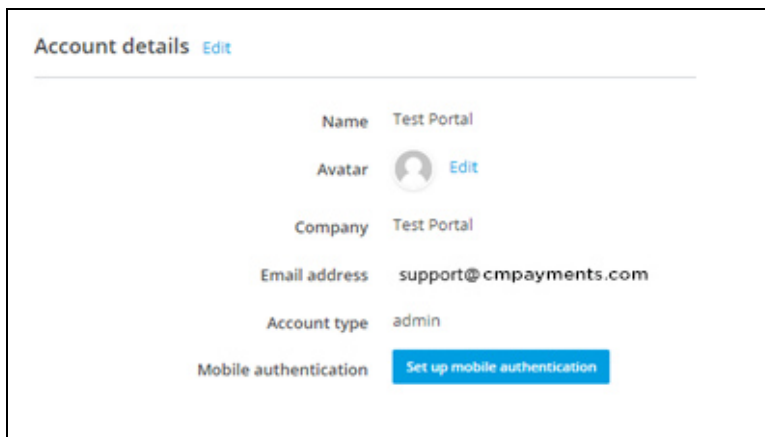 Account details Edit
Name Test Portal
Avatar Edit
Company Test Portal
Email address support@cmpayments.com
Account type admin
Mobile authentication Set up mobile authentication